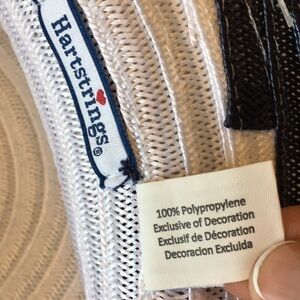 Hartstrings®
100% Polypropylene
Exclusive of Decoration
Exclusif de Décoration
Decoracion Excluida